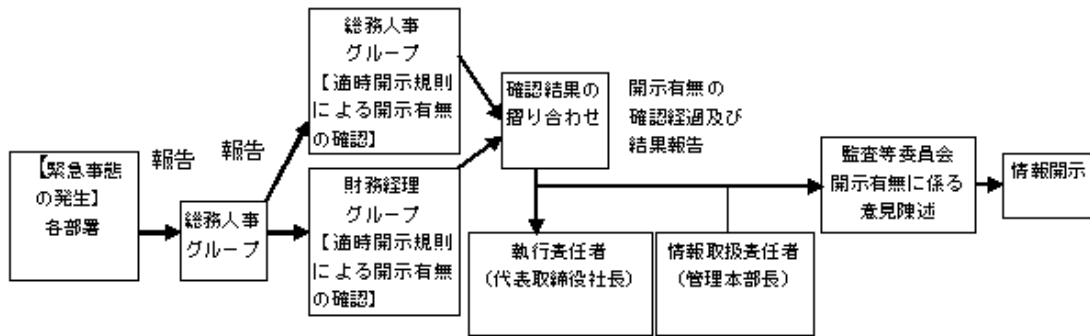 【緊急事態
の発生】
各部署
報告
総務人事
グループ
報告
総務人事
グループ
【適時開示規則
による開示有無
の確認】
財務経理
グループ
【適時開示規則
による開示有無
の確認】
確認結果の
摺り合わせ
開示有無の
確認経過及び
結果報告
執行責任者
(代表取締役社長)
情報取扱責任者
(管理本部長)
監査等委員会
開示有無に係る
意見陳述
情報開示